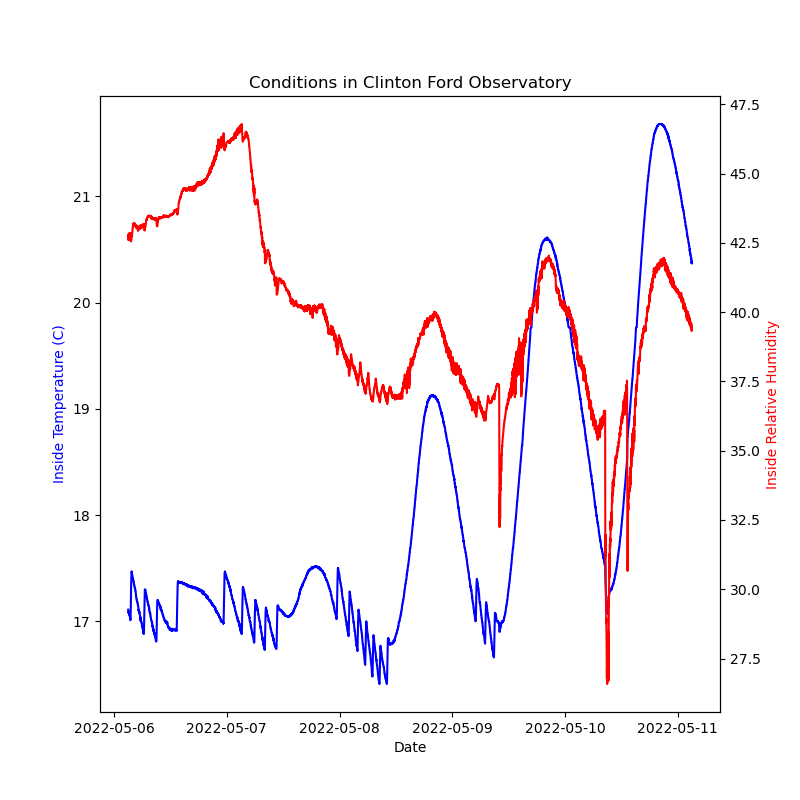 Conditions in Clinton Ford Observatory
21
20
19
18
17
Inside Temperature (C)
47.5
45.0
42.5
40.0
37.5
35.0
32.5
30.0
27.5
Inside Relative Humidity
2022-05-06 2022-05-07 2022-05-08 2022-05-09 2022-05-10 2022-05-11
Date